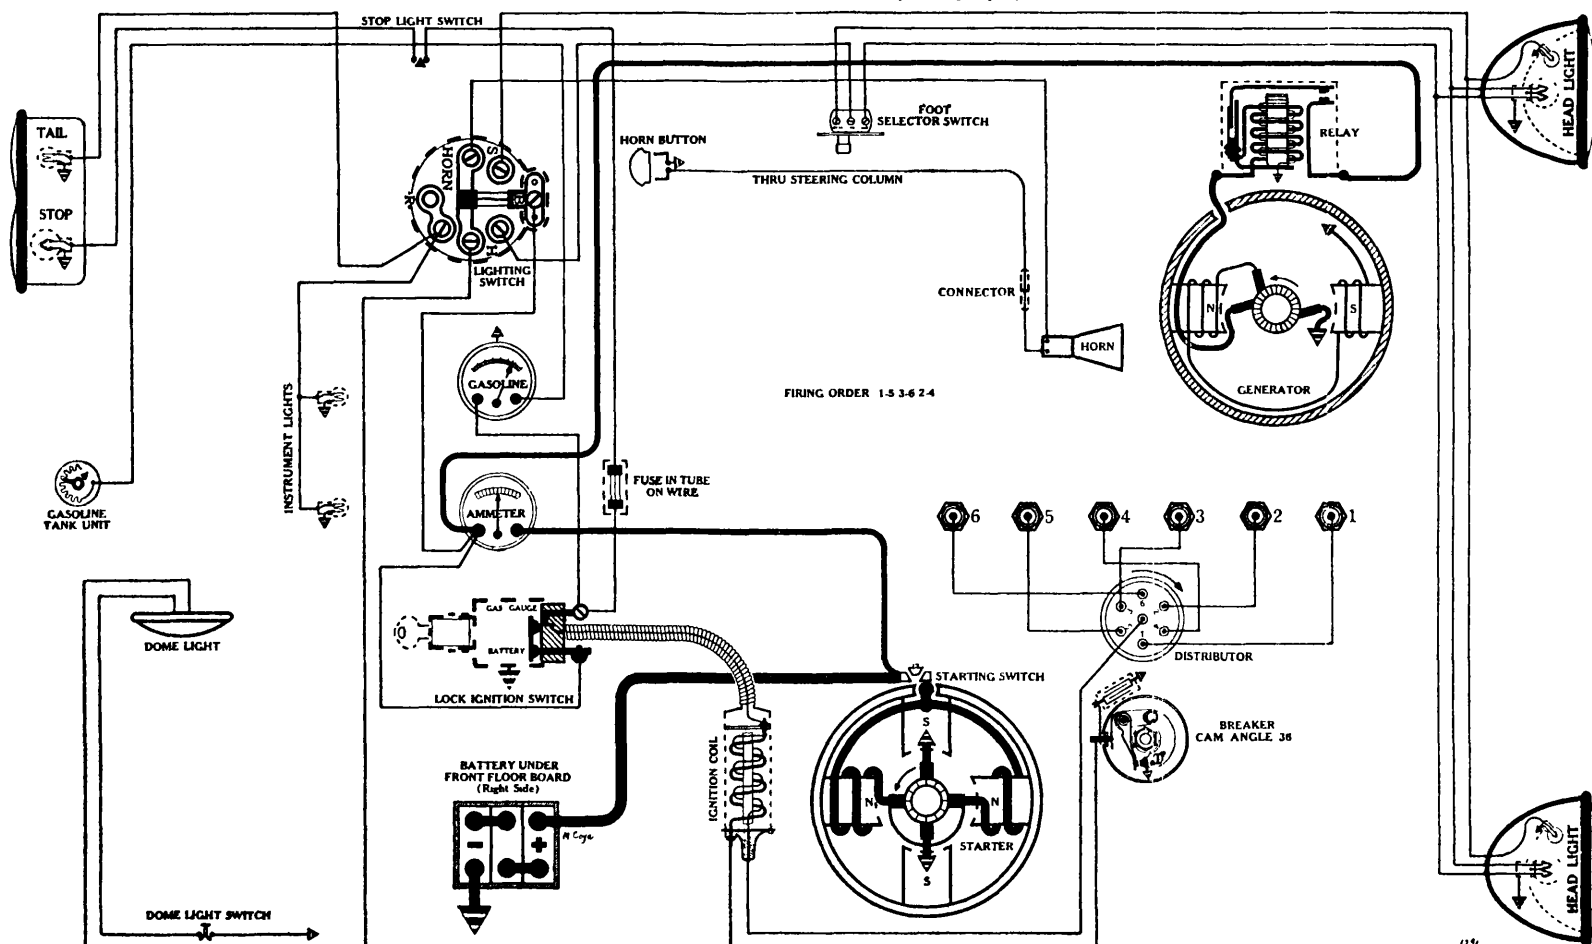 STOP LIGHT SWITCH
HEAD LIGHT
FOOT
SELECTOR SWITCH
RELAY
TAIL
HORN BUTTON
HORN
S
THRU STEERING COLUMN
R
B
STOP
H
LIGHTING
SWITCH
CONNECTOR
N
S
HORN
GASOLINE
GENERATOR
FIRING ORDER 1-5 3-6 2-4
INSTRUMENT LIGHTS
FUSE IN TUBE
ON WIRE
GASOLINE
TANK UNIT
AMMETER
6
5
4
3
2
1
GAS GAUGE
BATTERY
LOCK IGNITION SWITCH
6
1
DISTRIBUTOR
DOME LIGHT
STARTING SWITCH
S
BREAKER
CAM ANGLE 36
IGNITION COIL
BATTERY UNDER
FRONT FLOOR BOARD
(Right Side)
N
N
- +
STARTER
S
HEAD LIGHT
DOME LIGHT SWITCH